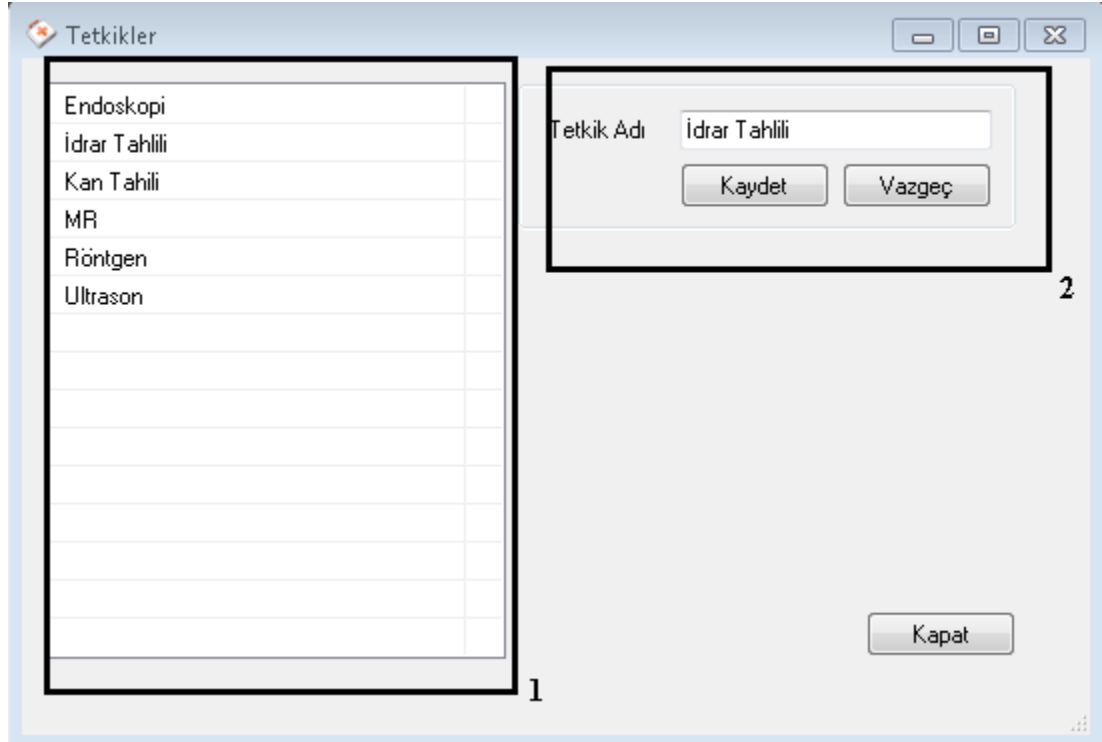 Tetkikler
Endoskopi
İdrar Tahlili
Kan Tahili
MR
Röntgen
Ultrason
Tetkik Adı İdrar Tahlili
Kaydet Vazgeç
2
Kapat
1